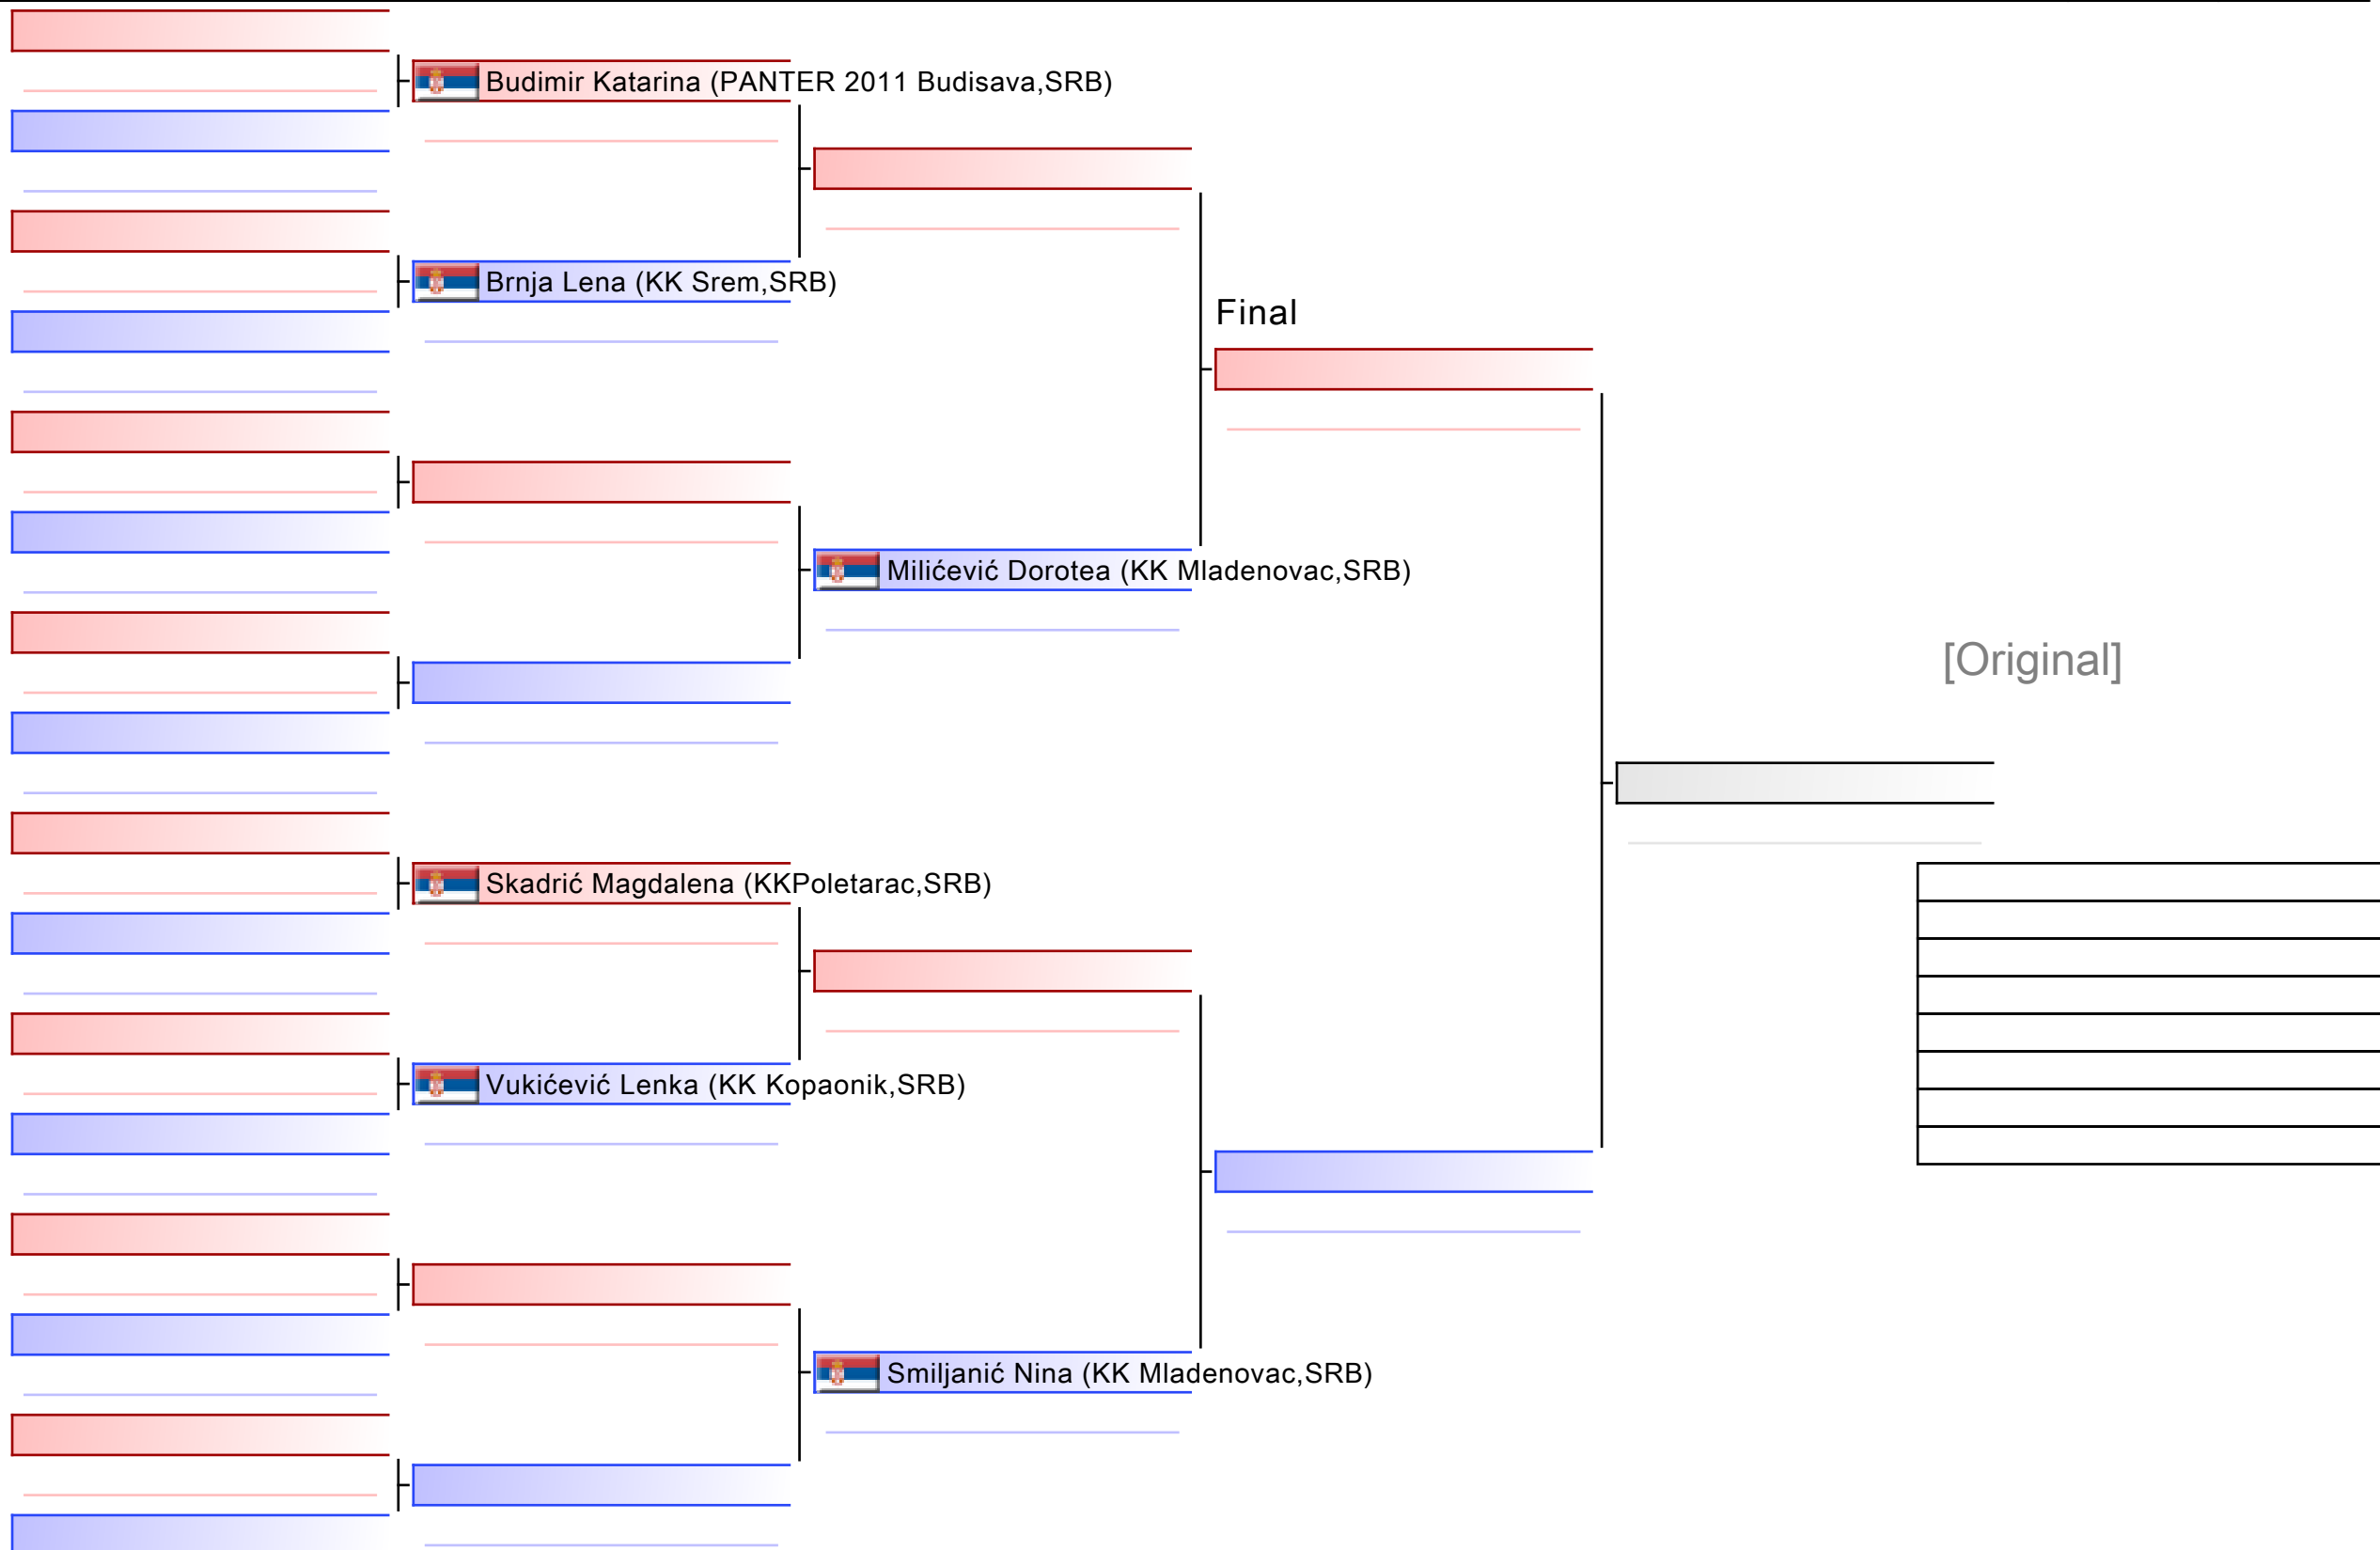 Budimir Katarina (PANTER 2011 Budisava,SRB)
Brnja Lena (KK Srem,SRB)
Final
Milićević Dorotea (KK Mladenovac,SRB)
[Original]
Skadrić Magdalena (KKPoletarac,SRB)
Vukićević Lenka (KK Kopaonik,SRB)
Smiljanić Nina (KK Mladenovac,SRB)